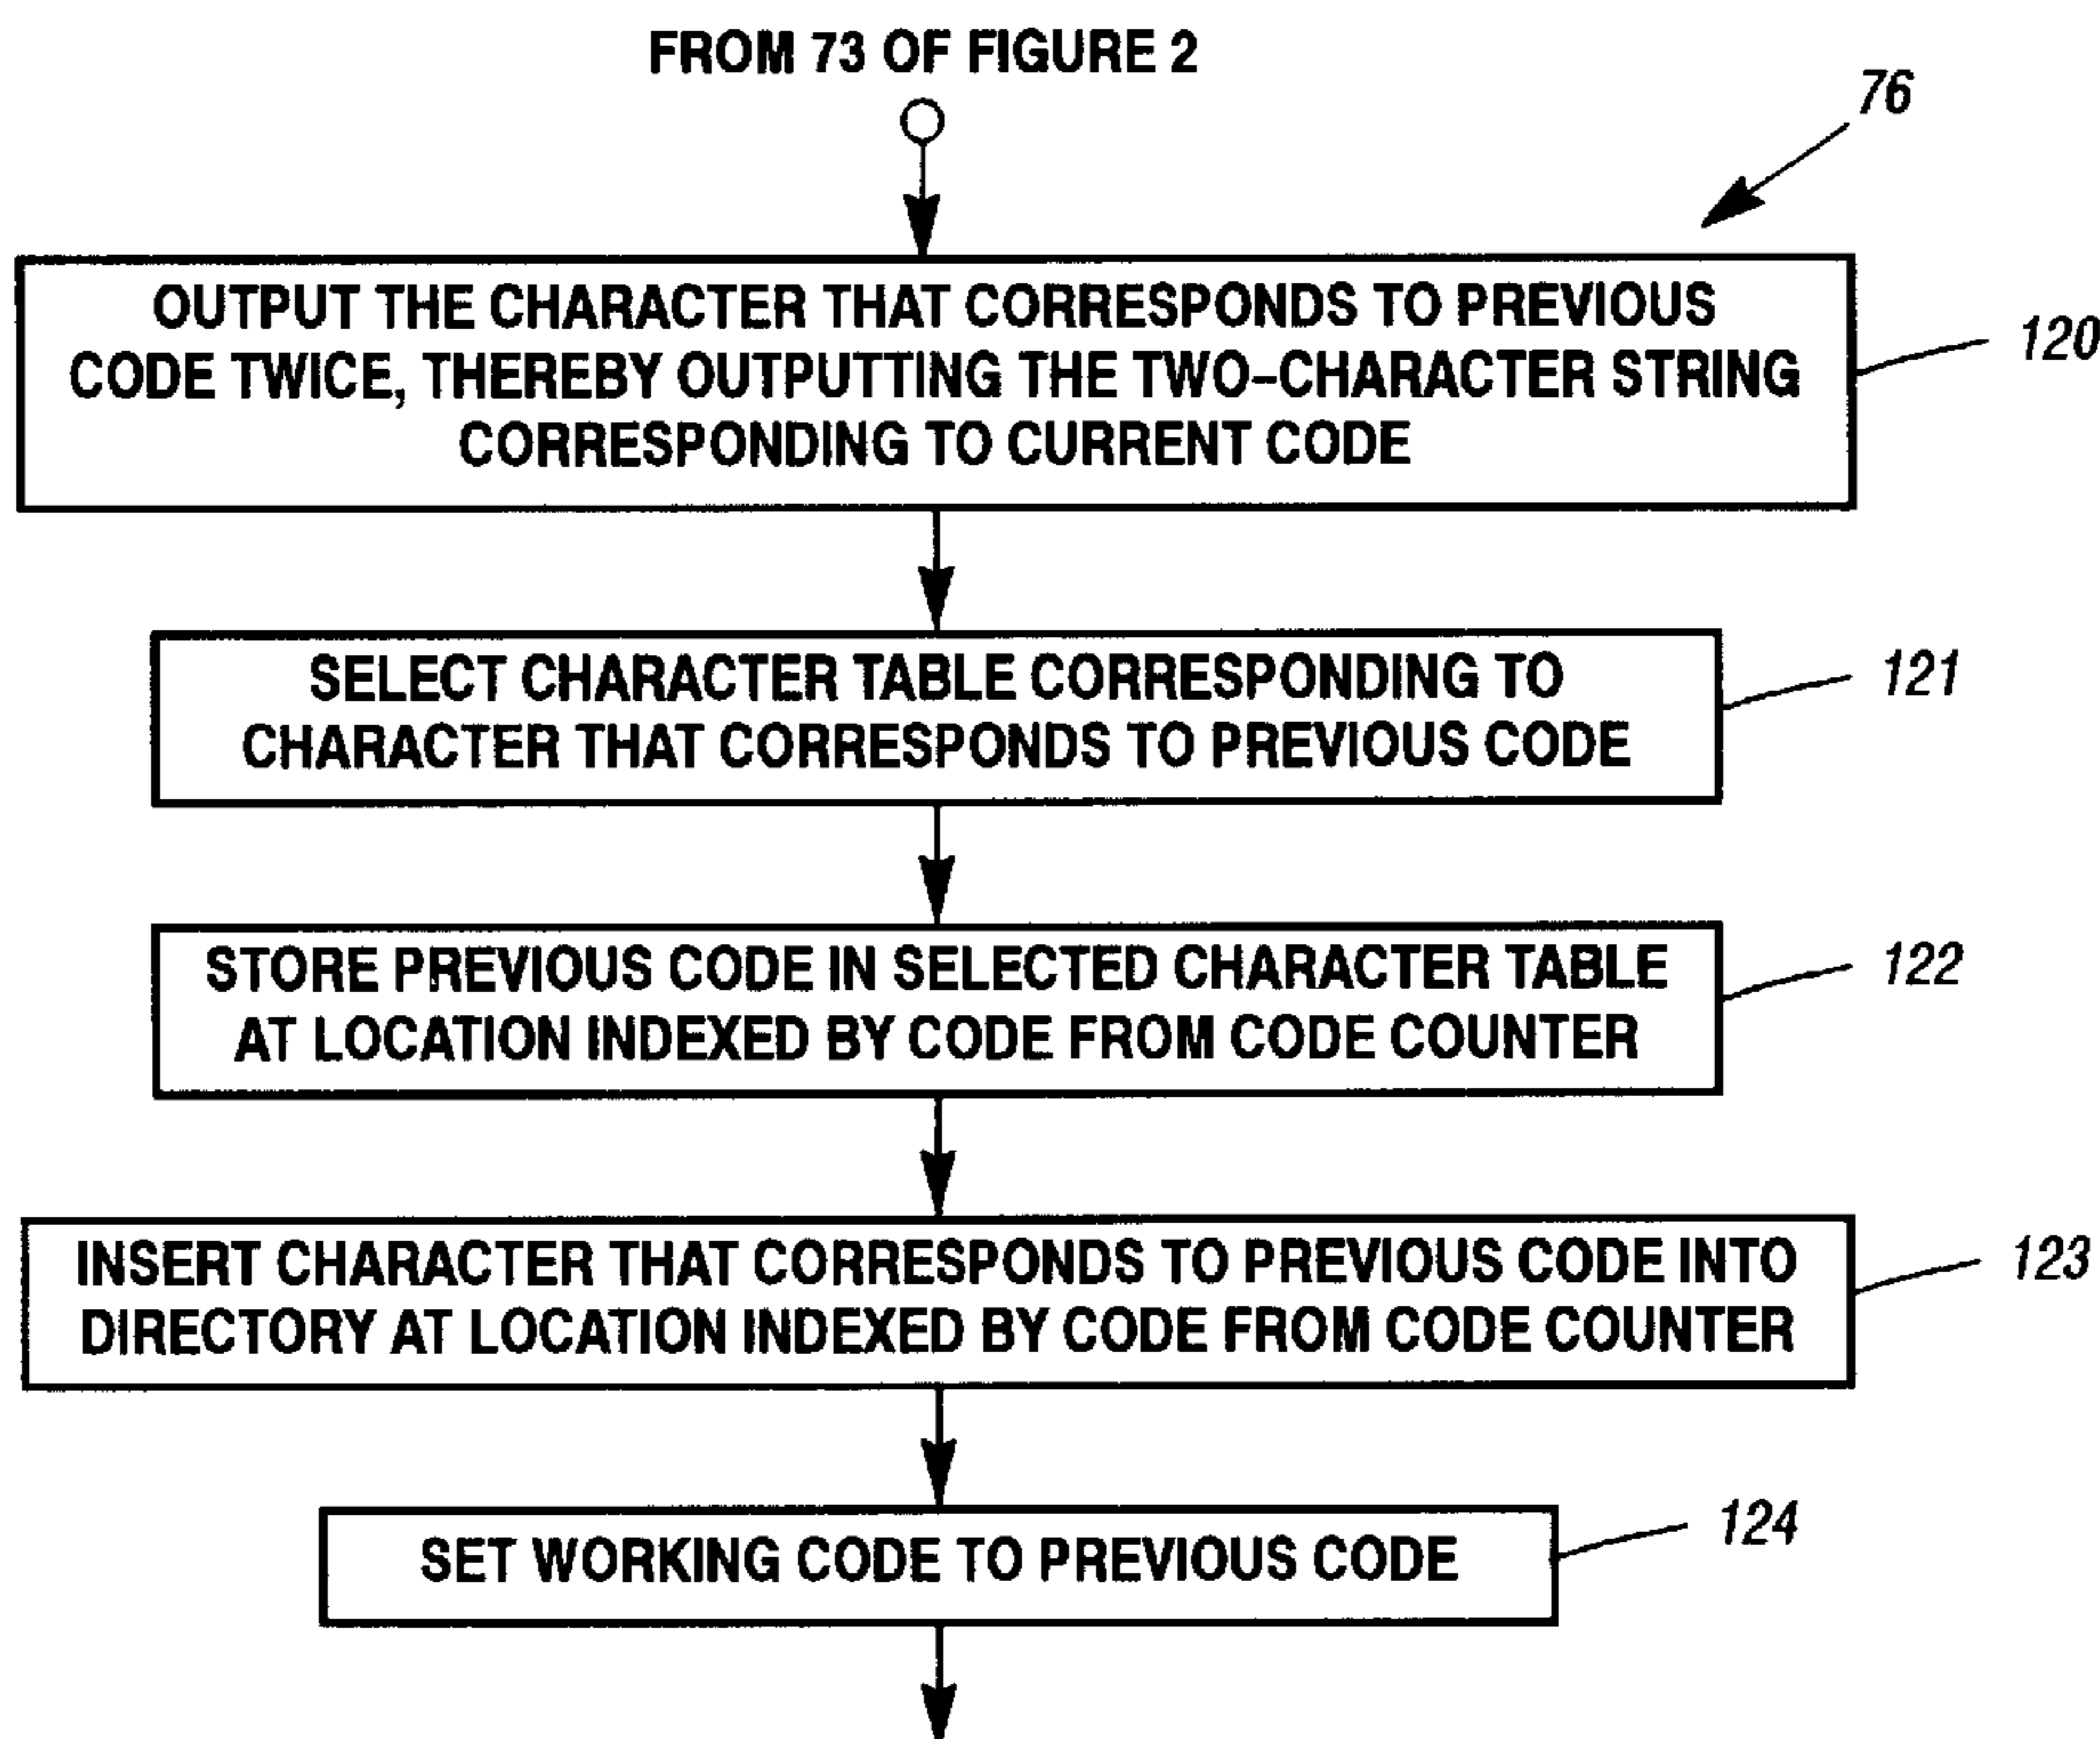 FROM 73 OF FIGURE 2
76
OUTPUT THE CHARACTER THAT CORRESPONDS TO PREVIOUS
CODE TWICE, THEREBY OUTPUTTING THE TWO-CHARACTER STRING
CORRESPONDING TO CURRENT CODE
120
SELECT CHARACTER TABLE CORRESPONDING TO
CHARACTER THAT CORRESPONDS TO PREVIOUS CODE
121
STORE PREVIOUS CODE IN SELECTED CHARACTER TABLE
AT LOCATION INDEXED BY CODE FROM CODE COUNTER
122
INSERT CHARACTER THAT CORRESPONDS TO PREVIOUS CODE INTO
DIRECTORY AT LOCATION INDEXED BY CODE FROM CODE COUNTER
123
SET WORKING CODE TO PREVIOUS CODE
124